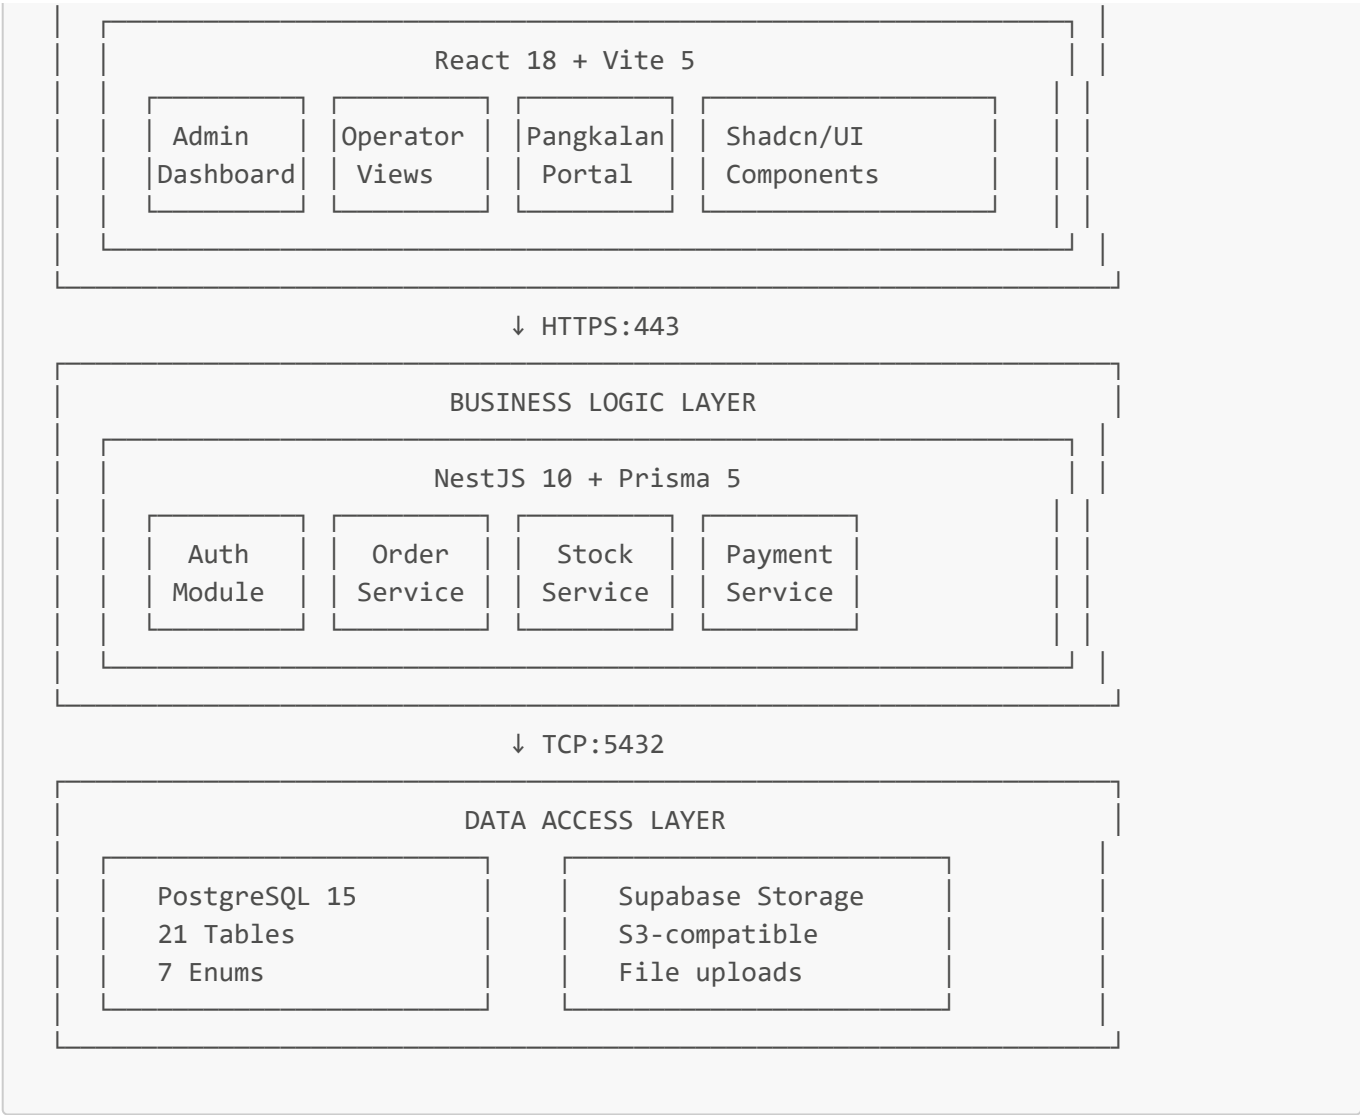 React 18 + Vite 5
Admin Operator Pangkalan Shadcn/UI
Dashboard Views Portal Components
↓ HTTPS:443
BUSINESS LOGIC LAYER
NestJS 10 + Prisma 5
Auth Order Stock Payment
Module Service Service Service
↓ TCP:5432
DATA ACCESS LAYER
PostgreSQL 15 Supabase Storage
21 Tables S3-compatible
7 Enums File uploads